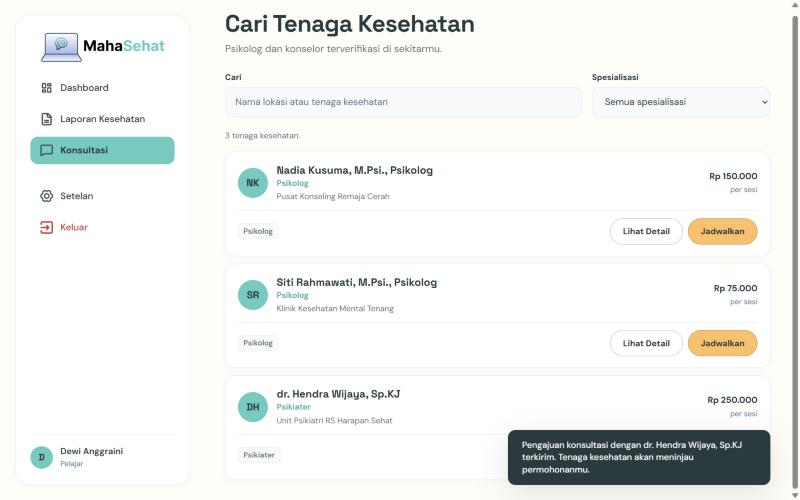 MahaSehat
Dashboard
Laporan Kesehatan
Konsultasi
Setelan
Keluar
D
Dewi Anggraini
Pelajar
Cari Tenaga Kesehatan
Psikolog dan konselor terverifikasi di sekitarmu.
Cari
Nama lokasi atau tenaga kesehatan
Spesialisasi
Semua spesialisasi
3 tenaga kesehatan.
NK
Nadia Kusuma, M.Psi., Psikolog
Psikolog
Pusat Konseling Remaja Cerah
Rp 150.000
per sesi
Psikolog
Lihat Detail
Jadwalkan
SR
Siti Rahmawati, M.Psi., Psikolog
Psikolog
Klinik Kesehatan Mental Tenang
Rp 75.000
per sesi
Psikolog
Lihat Detail
Jadwalkan
DH
dr. Hendra Wijaya, Sp.KJ
Psikiater
Unit Psikiatri RS Harapan Sehat
Rp 250.000
per sesi
Psikiater
Pengajuan konsultasi dengan dr. Hendra Wijaya, Sp.KJ
terkirim. Tenaga kesehatan akan meninjau
permohonanmu.